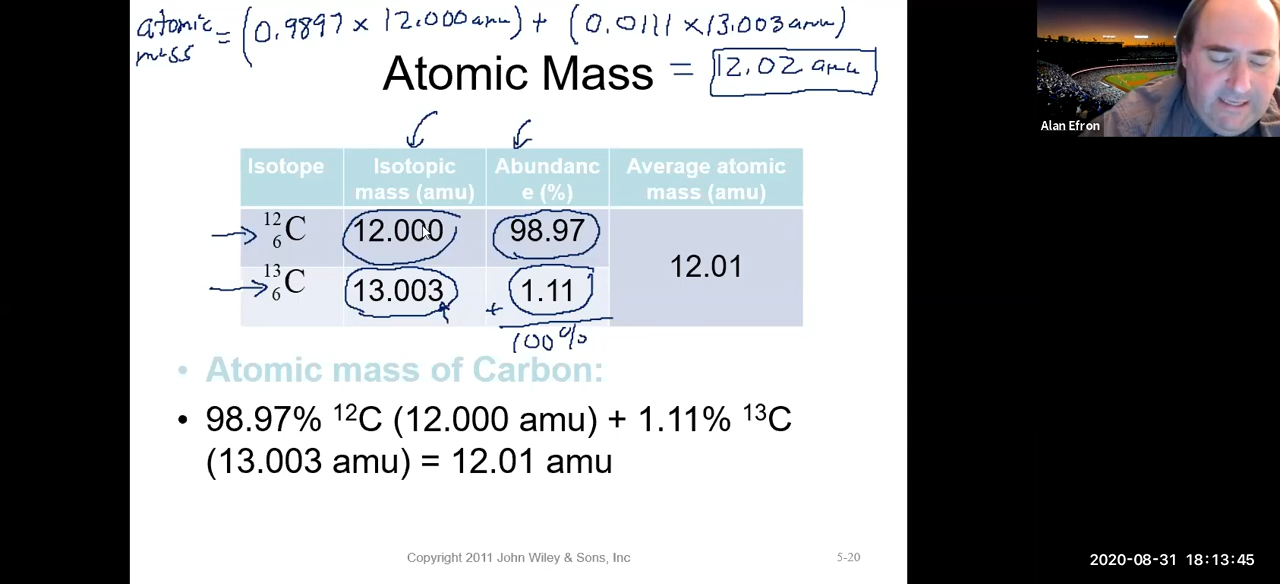 atomic mass = (0.9897 × 12.000 amu) + (0.0111 × 13.003 amu)
Atomic Mass = 12.02 amu
Alan Efron
Isotope Isotopic mass (amu) Abundanc e (%) Average atomic mass (amu)
12 6 C 12.000 98.97
12.01
13 6 C 13.003 + 1.11
100%
• Atomic mass of Carbon:
• 98.97% ¹²C (12.000 amu) + 1.11% ¹³C
(13.003 amu) = 12.01 amu
Copyright 2011 John Wiley & Sons, Inc 5-20
2020-08-31 18:13:45